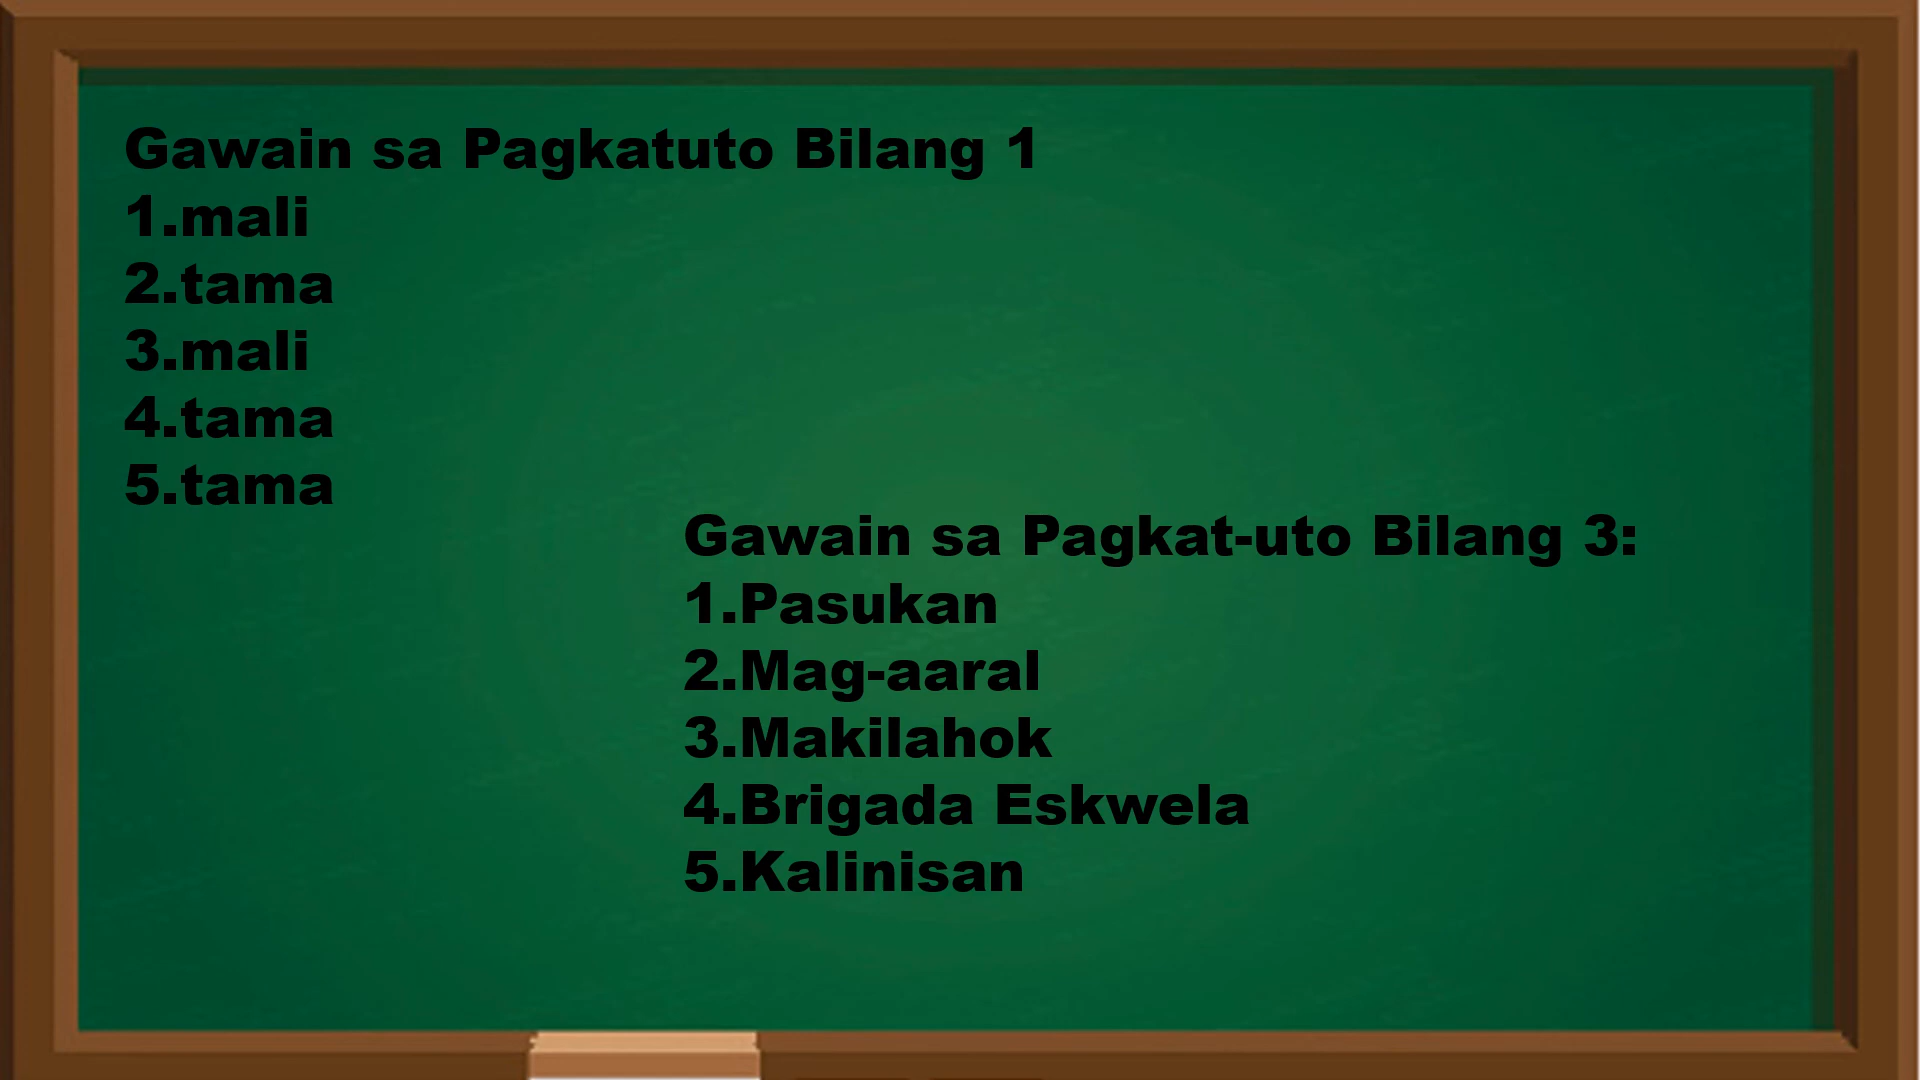 Gawain sa Pagkatuto Bilang 1
1.mali
2.tama
3.mali
4.tama
5.tama
Gawain sa Pagkat-uto Bilang 3:
1.Pasukan
2.Mag-aaral
3.Makilahok
4.Brigada Eskwela
5.Kalinisan